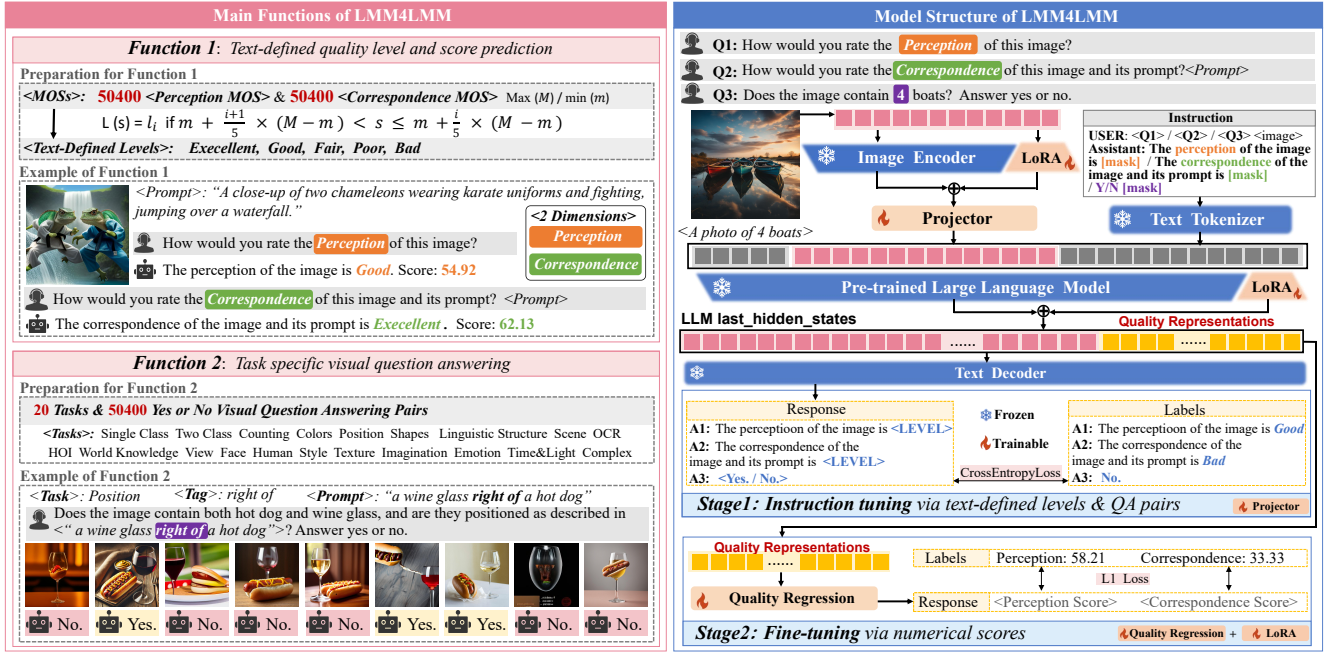 Main Functions of LMM4LMM
Function 1: Text-defined quality level and score prediction
Preparation for Function 1
<MOSs>: 50400 <Perception MOS> & 50400 <Correspondence MOS> Max (M) / min (m)
L (s) = l_i if m + (i+1)/5 × (M − m) < s ≤ m + i/5 × (M − m)
<Text-Defined Levels>: Execellent, Good, Fair, Poor, Bad
Example of Function 1
<Prompt>: “A close-up of two chameleons wearing karate uniforms and fighting,
jumping over a waterfall.”
<2 Dimensions>
Perception
Correspondence
How would you rate the Perception of this image?
The perception of the image is Good. Score: 54.92
How would you rate the Correspondence of this image and its prompt? <Prompt>
The correspondence of the image and its prompt is Execellent . Score: 62.13
Function 2: Task specific visual question answering
Preparation for Function 2
20 Tasks & 50400 Yes or No Visual Question Answering Pairs
<Tasks>: Single Class Two Class Counting Colors Position Shapes Linguistic Structure Scene OCR
HOI World Knowledge View Face Human Style Texture Imagination Emotion Time&Light Complex
Example of Function 2
<Task>: Position <Tag>: right of <Prompt>: “a wine glass right of a hot dog”
Does the image contain both hot dog and wine glass, and are they positioned as described in
<“ a wine glass right of a hot dog”>? Answer yes or no.
No. Yes. No. No. No. Yes. Yes. No. No.
Model Structure of LMM4LMM
Q1: How would you rate the Perception of this image?
Q2: How would you rate the Correspondence of this image and its prompt?<Prompt>
Q3: Does the image contain 4 boats? Answer yes or no.
Image Encoder
LoRA
Projector
<A photo of 4 boats>
Instruction
USER: <Q1> / <Q2> / <Q3> <image>
Assistant: The perception of the image
is [mask] / The correspondence of the
image and its prompt is [mask]
/ Y/N [mask]
Text Tokenizer
Pre-trained Large Language Model
LoRA
LLM last_hidden_states
Quality Representations
......
......
Text Decoder
Response
A1: The perceptioon of the image is <LEVEL>
A2: The correspondence of the
image and its prompt is <LEVEL>
A3: <Yes. / No.>
Frozen
Trainable
CrossEntropyLoss
Labels
A1: The perceptioon of the image is Good
A2: The correspondence of the
image and its prompt is Bad
A3: No.
Stage1: Instruction tuning via text-defined levels & QA pairs
Projector
Quality Representations
......
Quality Regression
Labels Perception: 58.21 Correspondence: 33.33
L1 Loss
Response <Perception Score> <Correspondence Score>
Stage2: Fine-tuning via numerical scores
Quality Regression + LoRA